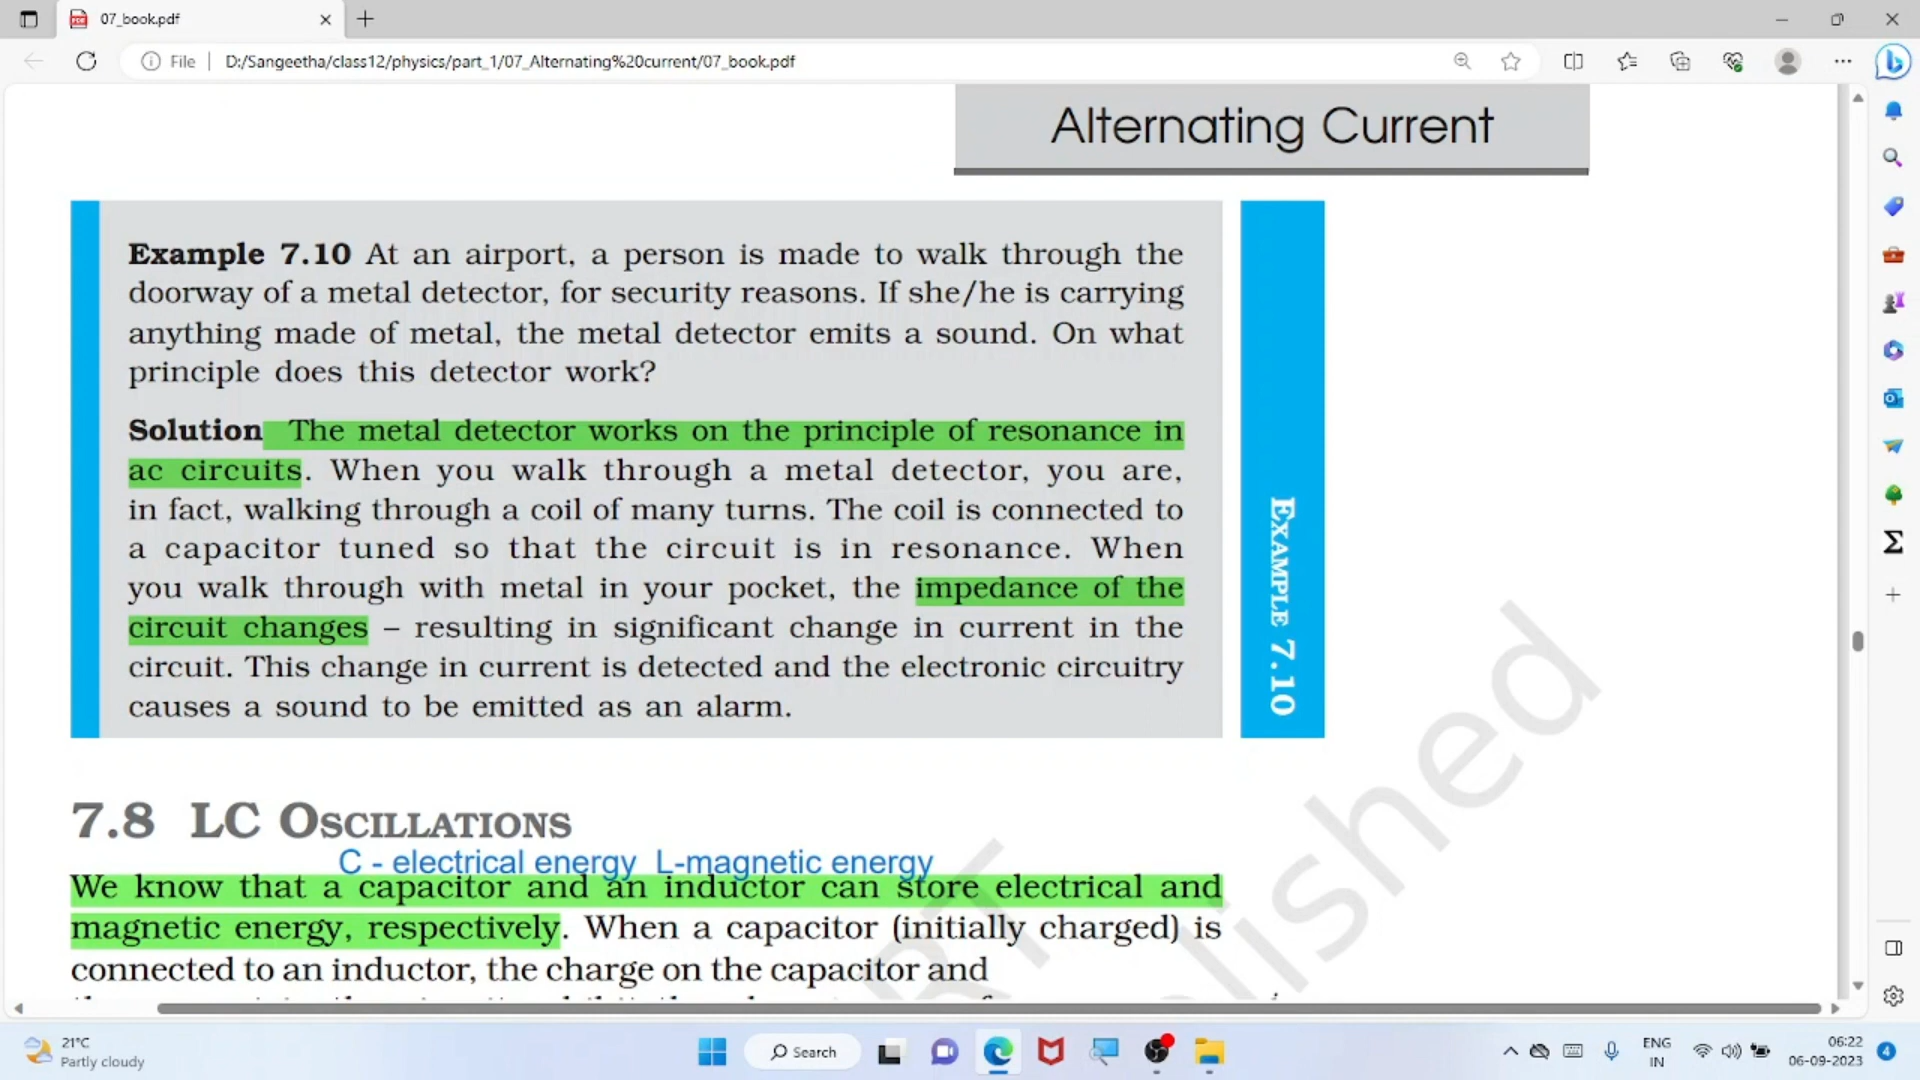 07_book.pdf
File
D:/Sangeetha/class12/physics/part_1/07_Alternating%20current/07_book.pdf
Alternating Current
Example 7.10 At an airport, a person is made to walk through the
doorway of a metal detector, for security reasons. If she/he is carrying
anything made of metal, the metal detector emits a sound. On what
principle does this detector work?
Solution The metal detector works on the principle of resonance in
ac circuits. When you walk through a metal detector, you are,
in fact, walking through a coil of many turns. The coil is connected to
a capacitor tuned so that the circuit is in resonance. When
you walk through with metal in your pocket, the impedance of the
circuit changes – resulting in significant change in current in the
circuit. This change in current is detected and the electronic circuitry
causes a sound to be emitted as an alarm.
EXAMPLE 7.10
7.8 LC OSCILLATIONS
C - electrical energy L-magnetic energy
We know that a capacitor and an inductor can store electrical and
magnetic energy, respectively. When a capacitor (initially charged) is
connected to an inductor, the charge on the capacitor and
21°C
Partly cloudy
Search
ENG
IN
06:22
06-09-2023
4